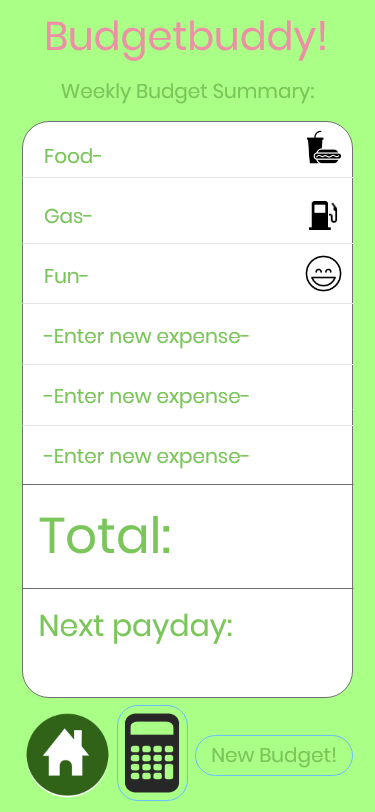 Budgetbuddy!
Weekly Budget Summary:
Food-
Gas-
Fun-
-Enter new expense-
-Enter new expense-
-Enter new expense-
Total:
Next payday:
New Budget!